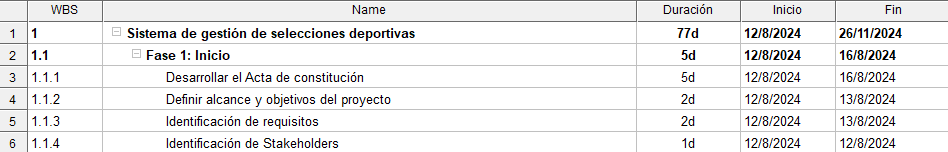 WBS Name Duración Inicio Fin
1 1 Sistema de gestión de selecciones deportivas 77d 12/8/2024 26/11/2024
2 1.1 Fase 1: Inicio 5d 12/8/2024 16/8/2024
3 1.1.1 Desarrollar el Acta de constitución 5d 12/8/2024 16/8/2024
4 1.1.2 Definir alcance y objetivos del proyecto 2d 12/8/2024 13/8/2024
5 1.1.3 Identificación de requisitos 2d 12/8/2024 13/8/2024
6 1.1.4 Identificación de Stakeholders 1d 12/8/2024 12/8/2024